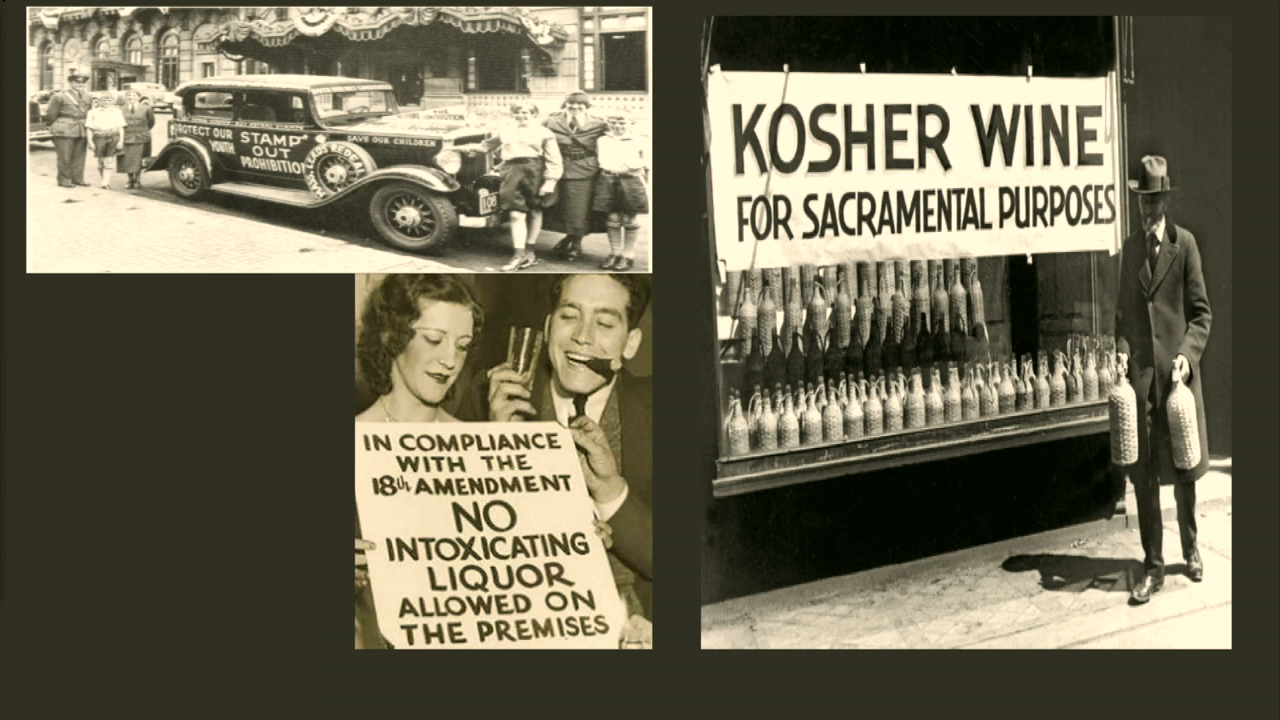 PROTECT OUR
YOUTH
STAMP
OUT
PROHIBITION
SAVE OUR CHILDREN
IN COMPLIANCE
WITH THE
18th AMENDMENT
NO
INTOXICATING
LIQUOR
ALLOWED ON
THE PREMISES
KOSHER WINE
FOR SACRAMENTAL PURPOSES